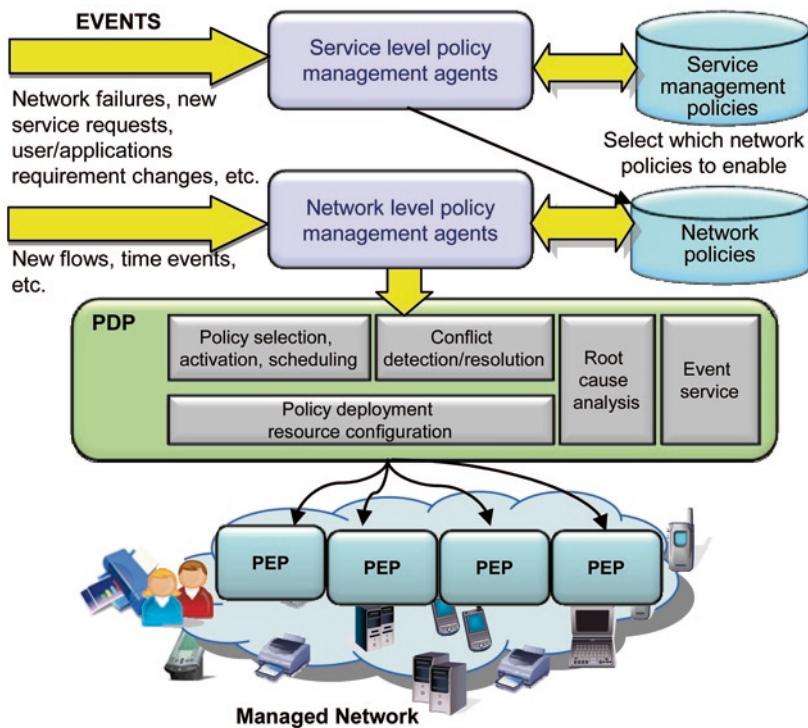 EVENTS
Network failures, new
service requests,
user/applications
requirement changes, etc.
Service level policy
management agents
Service
management
policies
Select which network
policies to enable
New flows, time events,
etc.
Network level policy
management agents
Network
policies
PDP
Policy selection,
activation, scheduling
Conflict
detection/resolution
Root
cause
analysis
Event
service
Policy deployment
resource configuration
PEP
PEP
PEP
PEP
Managed Network